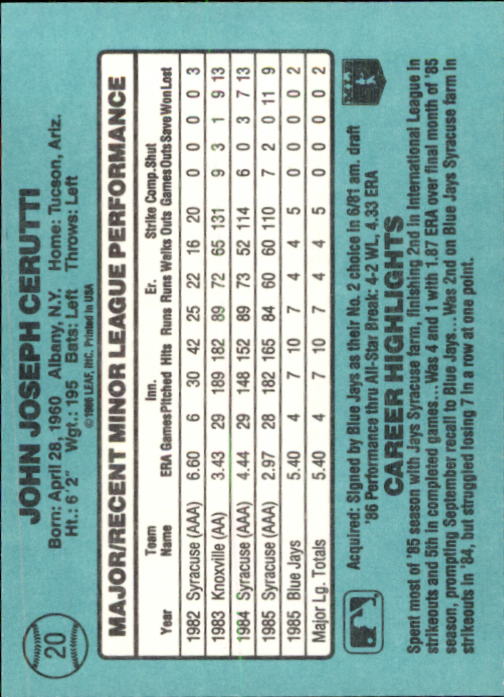 20
JOHN JOSEPH CERUTTI
Born: April 28, 1960 Albany, N.Y. Home: Tucson, Ariz.
Ht.: 6'2" Wgt.: 195 Bats: Left Throws: Left
©1986 LEAF, INC. Printed in USA
MAJOR/RECENT MINOR LEAGUE PERFORMANCE
Team Inn. Er. Strike Comp. Shut
Year Name ERA Games Pitched Hits Runs Runs Walks Outs Games Outs Save Won Lost
1982 Syracuse (AAA) 6.60 6 30 42 25 22 16 20 0 0 0 0 3
1983 Knoxville (AA) 3.43 29 189 182 89 72 65 131 9 3 1 9 13
1984 Syracuse (AAA) 4.44 29 148 152 89 73 52 114 6 0 3 7 13
1985 Syracuse (AAA) 2.97 28 182 165 84 60 60 110 7 2 0 11 9
1985 Blue Jays 5.40 4 7 10 7 4 4 5 0 0 0 0 2
Major Lg. Totals 5.40 4 7 10 7 4 4 5 0 0 0 0 2
Acquired: Signed by Blue Jays as their No. 2 choice in 6/81 am. draft
'86 Performance thru All-Star Break: 4-2 WL, 4.33 ERA
CAREER HIGHLIGHTS
Spent most of '85 season with Jays Syracuse farm, finishing 2nd in International League in
strikeouts and 5th in completed games...Was 4 and 1 with 1.87 ERA over final month of '85
season, prompting September recall to Blue Jays...Was 2nd on Blue Jays Syracuse farm in
strikeouts in '84, but struggled losing 7 in a row at one point.